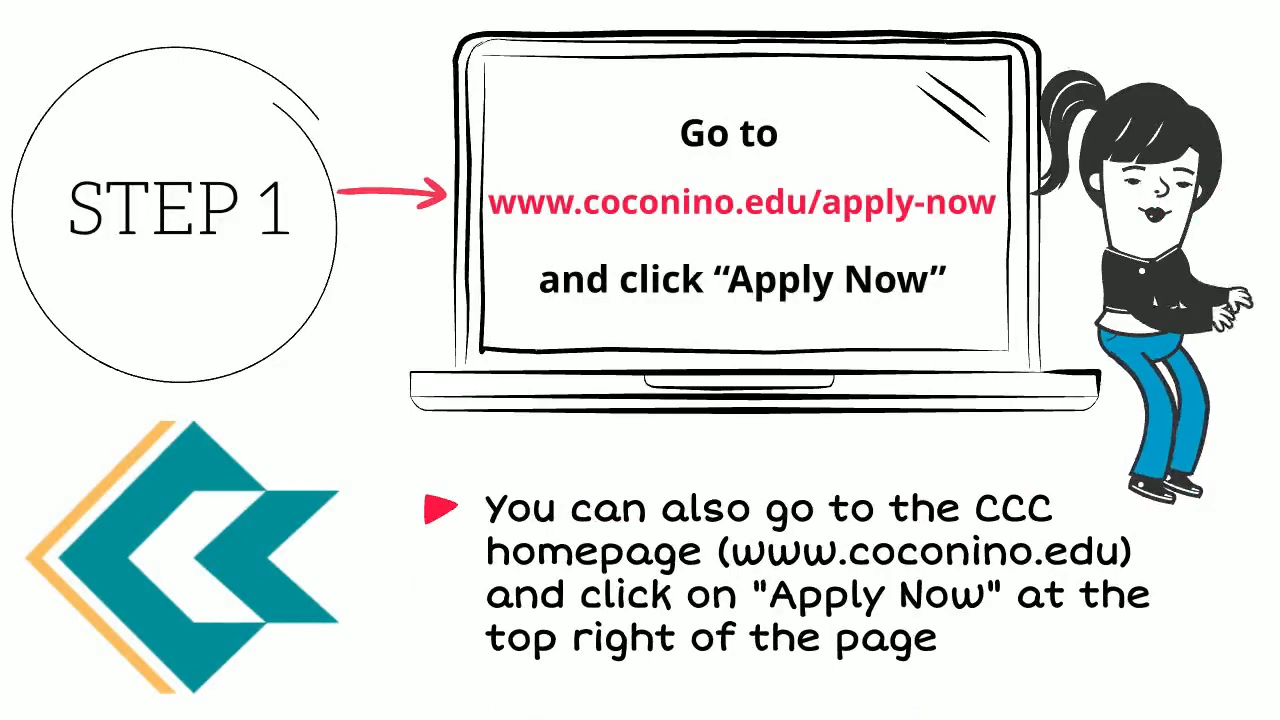 STEP 1
Go to
www.coconino.edu/apply-now
and click “Apply Now”
You can also go to the CCC
homepage (www.coconino.edu)
and click on "Apply Now" at the
top right of the page